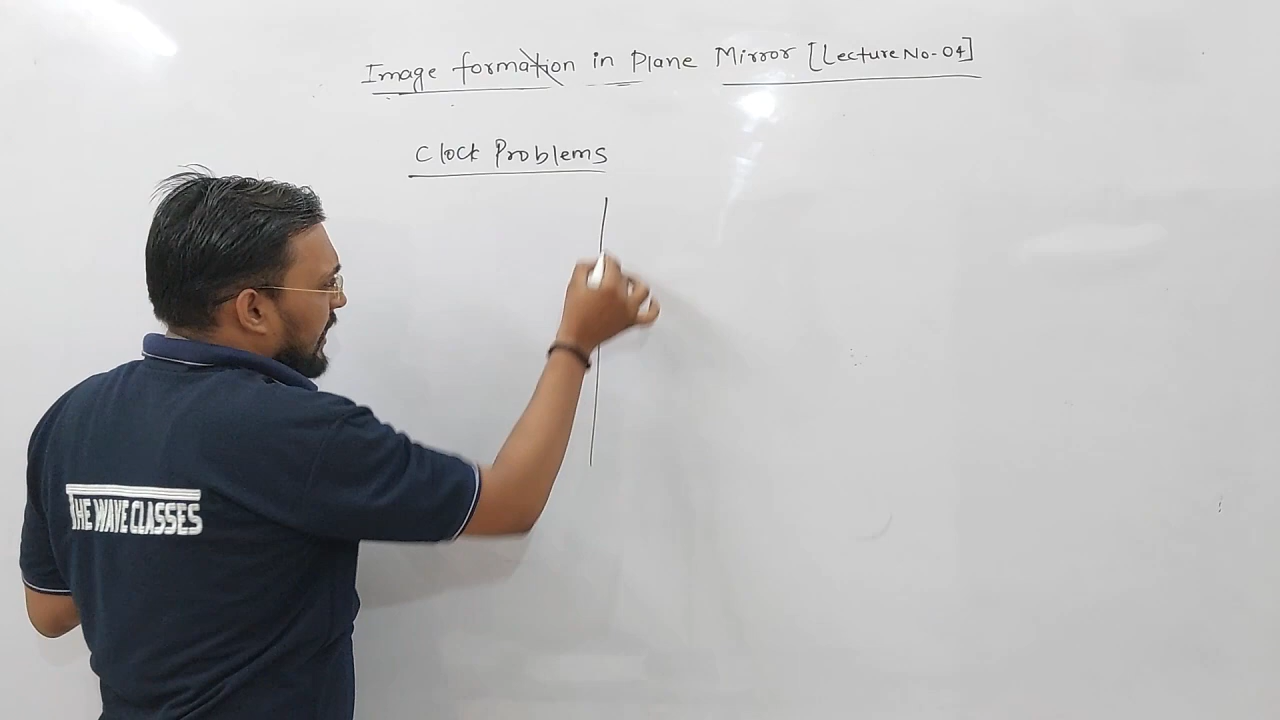 Image formation in Plane Mirror [Lecture No-04]
Clock Problems
THE WAVE CLASSES